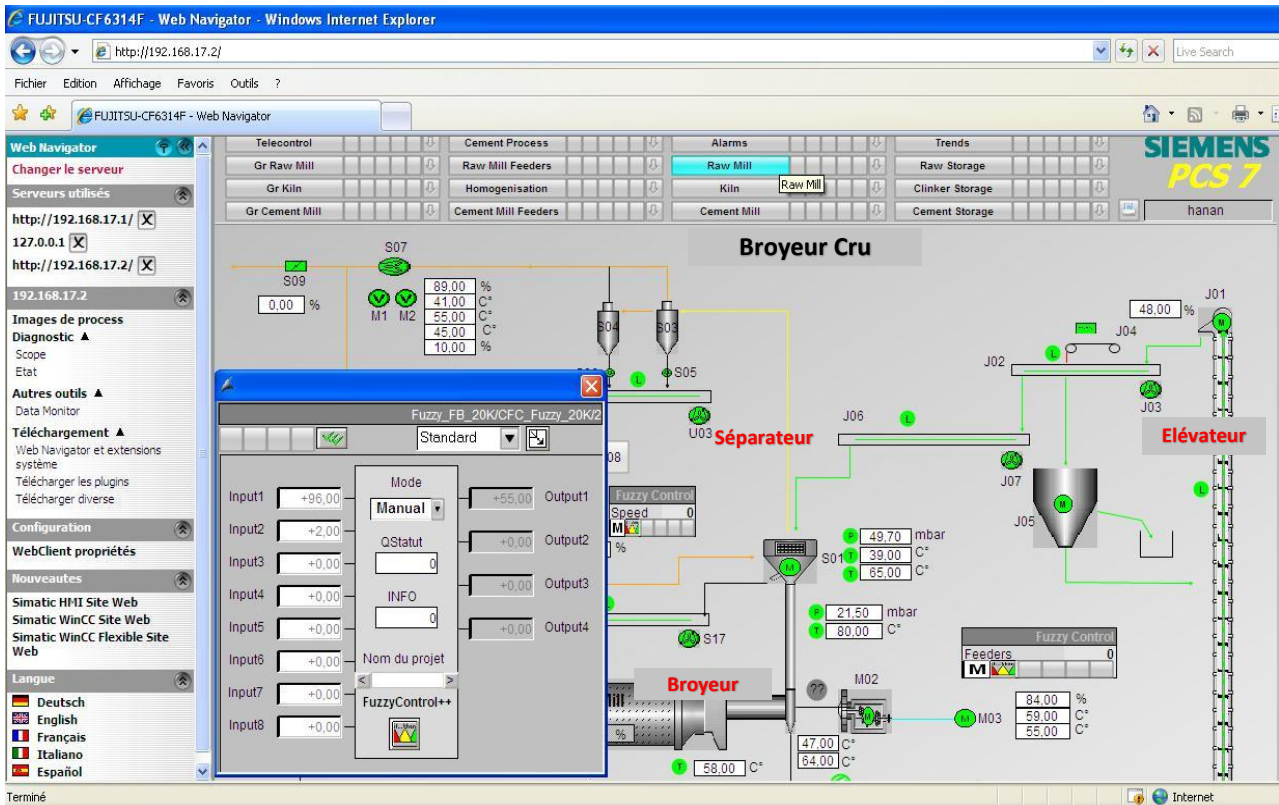 FUJITSU-CF6314F - Web Navigator - Windows Internet Explorer
http://192.168.17.2/
Live Search
Fichier Edition Affichage Favoris Outils ?
FUJITSU-CF6314F - Web Navigator
Web Navigator
Changer le serveur
Serveurs utilisés
http://192.168.17.1/ X
127.0.0.1 X
http://192.168.17.2/ X
192.168.17.2
Images de process
Diagnostic ▲
Scope
Etat
Autres outils ▲
Data Monitor
Téléchargement ▲
Web Navigator et extensions
système
Télécharger les plugins
Télécharger diverse
Configuration
WebClient propriétés
Nouveautes
Simatic HMI Site Web
Simatic WinCC Site Web
Simatic WinCC Flexible Site
Web
Langue
Deutsch
English
Français
Italiano
Español
Telecontrol Cement Process Alarms Trends
Gr Raw Mill Raw Mill Feeders Raw Mill Raw Storage
Gr Kiln Homogenisation Kiln Clinker Storage
Raw Mill
Gr Cement Mill Cement Mill Feeders Cement Mill Cement Storage
SIEMENS
PCS 7
hanan
Broyeur Cru
S07
S09
0,00 %
M1 M2
89,00 %
41,00 C°
55,00 C°
45,00 C°
10,00 %
S04 S03
S05
L
U03
Séparateur
J01
48,00 %
M
J04
L
J02
J03
Elévateur
J06
L
J07
J05
M
L
08
Fuzzy Control
Speed 0
M
%
S01
M
P 49,70 mbar
T 39,00 C°
T 65,00 C°
P 21,50 mbar
T 80,00 C°
S17
Fuzzy Control
Feeders 0
M
Broyeur
Mill
%
??
M02
M
M M03
84,00 %
59,00 C°
55,00 C°
47,00 C°
64,00 C°
T 58,00 C°
Fuzzy_FB_20K/CFC_Fuzzy_20K/2
Standard
Mode
Manual
QStatut
0
INFO
0
Nom du projet
FuzzyControl++
Input1 +96,00
Input2 +2,00
Input3 +0,00
Input4 +0,00
Input5 +0,00
Input6 +0,00
Input7 +0,00
Input8 +0,00
+55,00 Output1
+0,00 Output2
+0,00 Output3
+0,00 Output4
Terminé
Internet